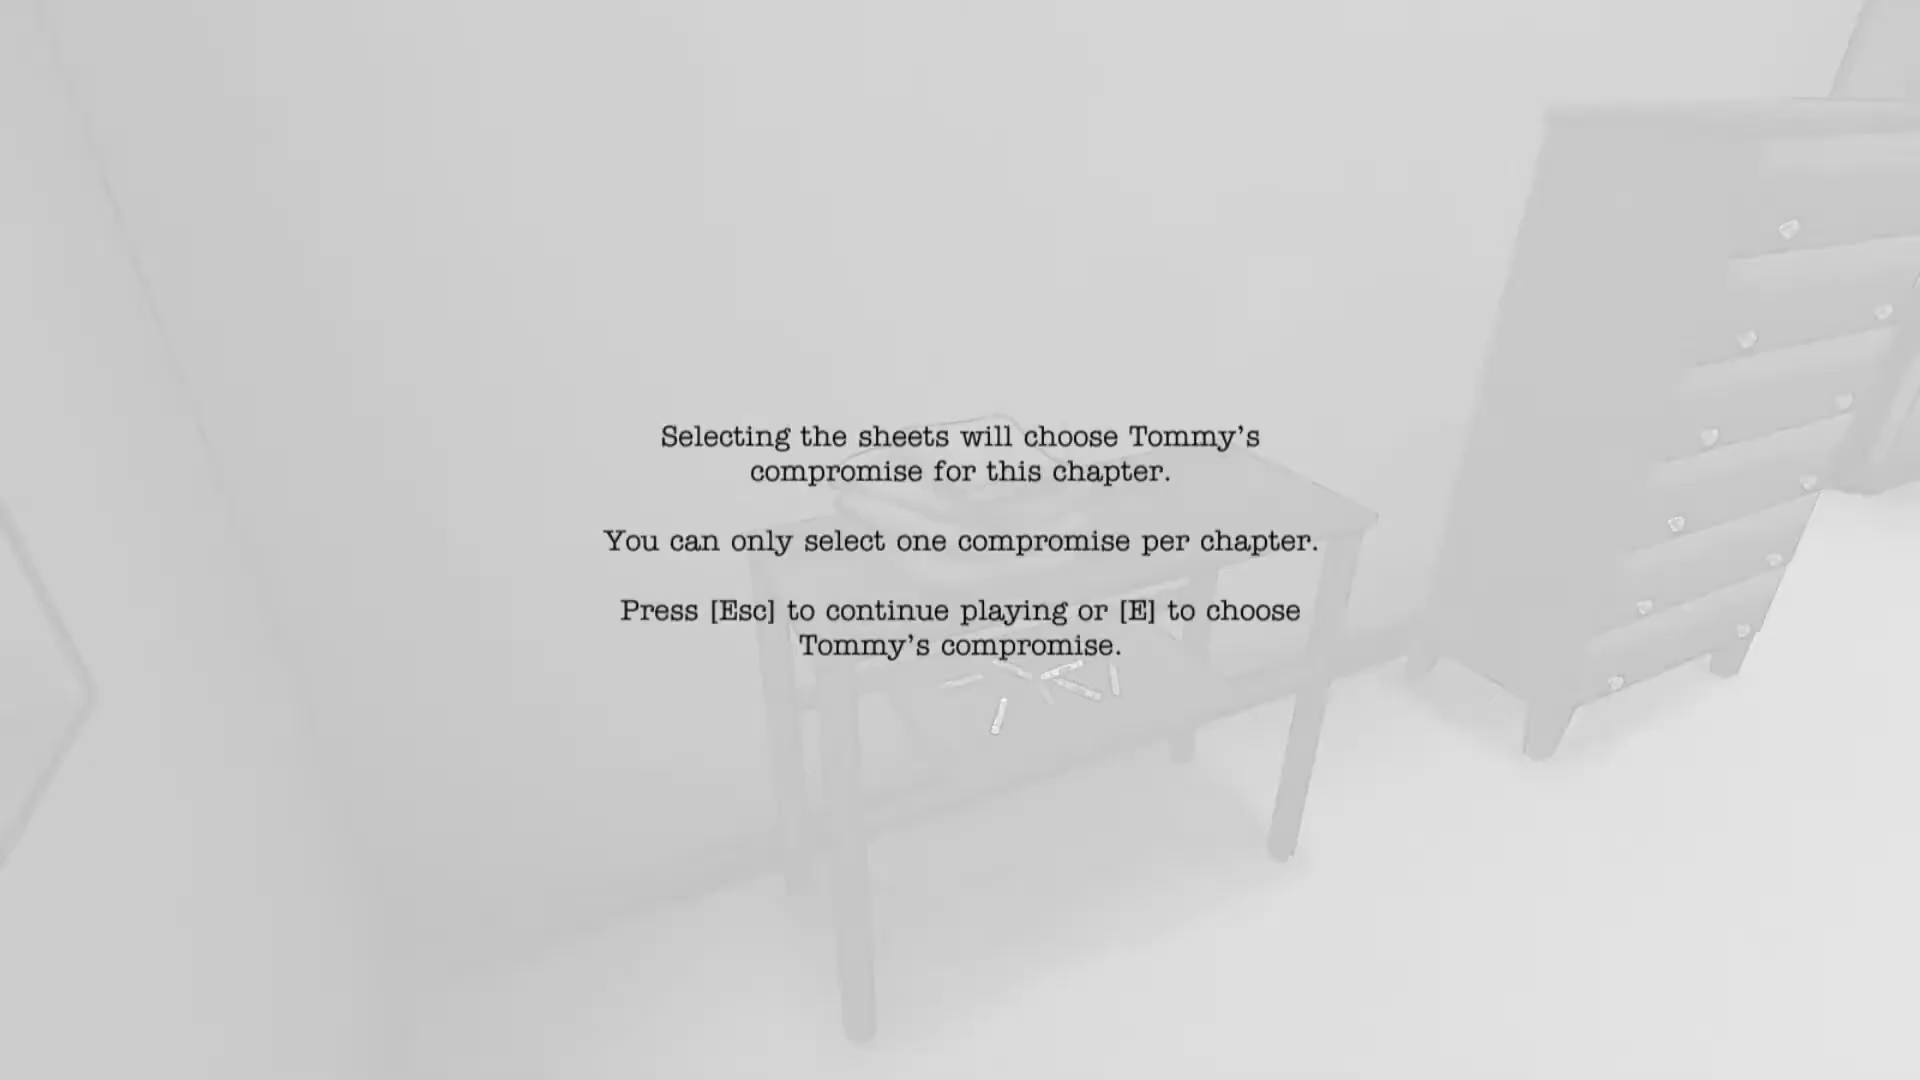 Selecting the sheets will choose Tommy's
compromise for this chapter.
You can only select one compromise per chapter.
Press [Esc] to continue playing or [E] to choose
Tommy's compromise.